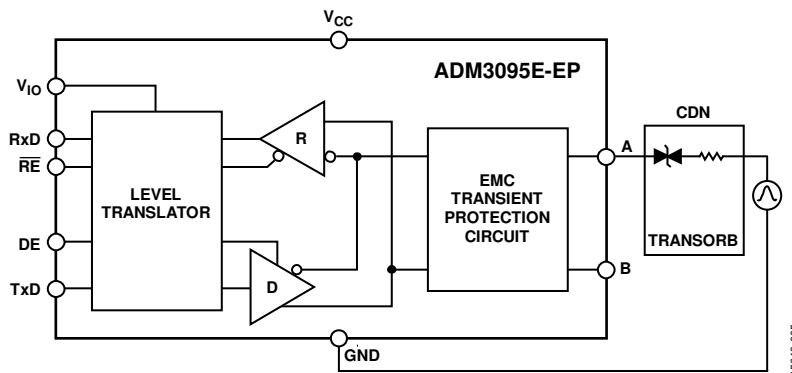 VCC
ADM3095E-EP
VIO
RxD
RE
DE
TxD
LEVEL
TRANSLATOR
R
D
EMC
TRANSIENT
PROTECTION
CIRCUIT
A
B
CDN
TRANSORB
GND